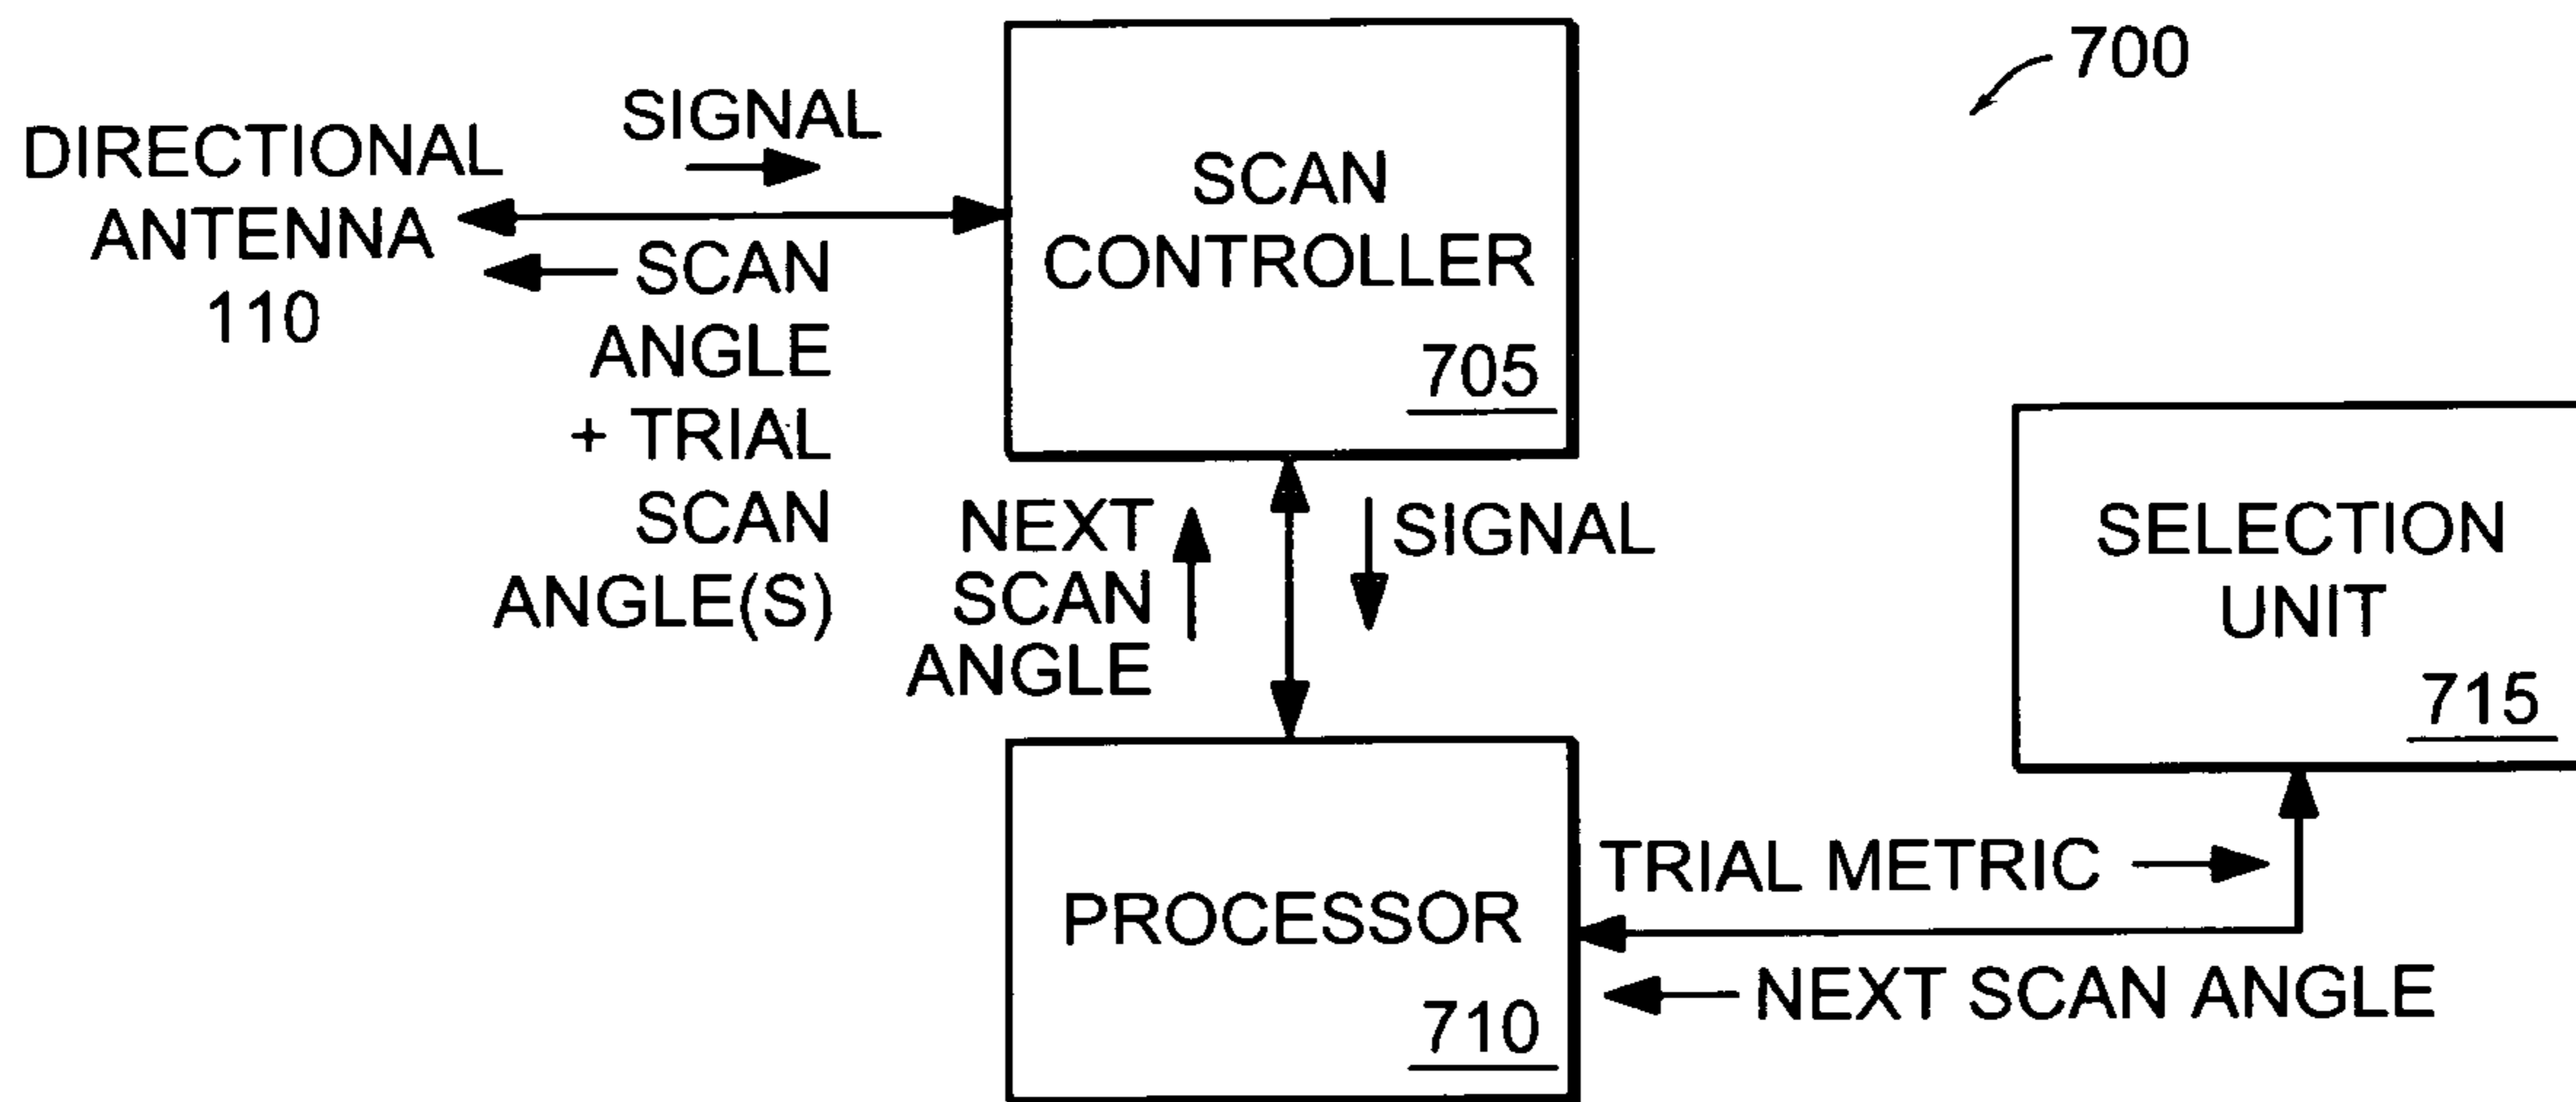 700
DIRECTIONAL
ANTENNA
110
SIGNAL
SCAN
ANGLE
+ TRIAL
SCAN
ANGLE(S)
SCAN
CONTROLLER
705
NEXT
SCAN
ANGLE
SIGNAL
SELECTION
UNIT
715
PROCESSOR
710
TRIAL METRIC
NEXT SCAN ANGLE